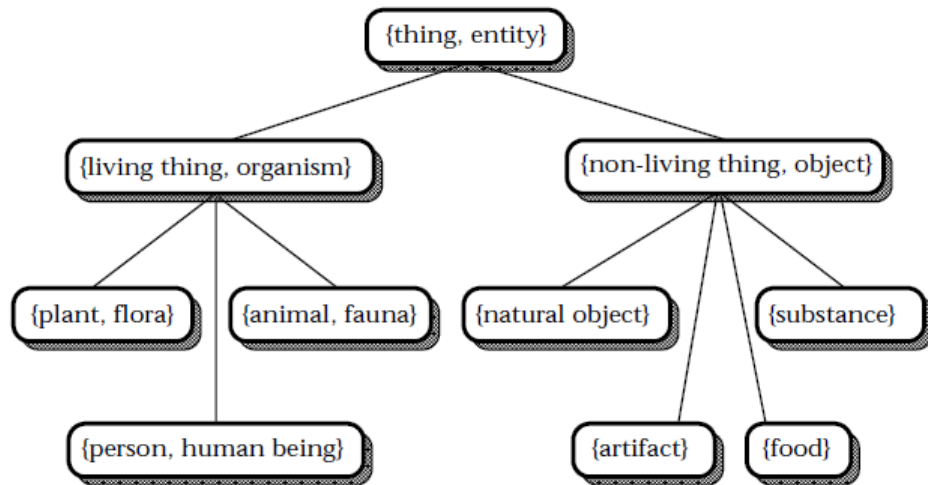 {thing, entity}
{living thing, organism}
{non-living thing, object}
{plant, flora}
{animal, fauna}
{natural object}
{substance}
{person, human being}
{artifact}
{food}